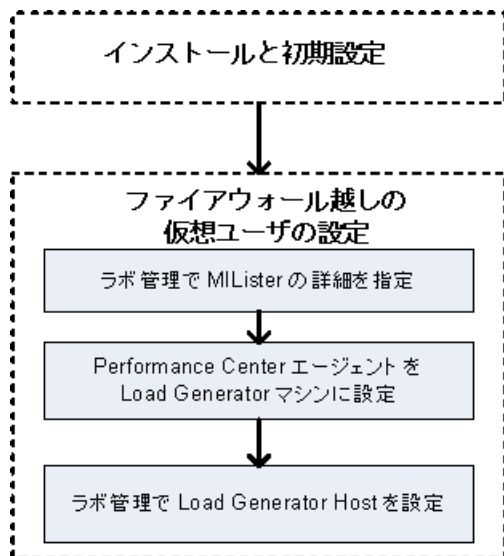 インストールと初期設定
ファイアウォール越しの
仮想ユーザの設定
ラボ管理で MIListerの詳細を指定
Performance Center エージェントを
Load Generator マシンに設定
ラボ管理で Load Generator Host を設定